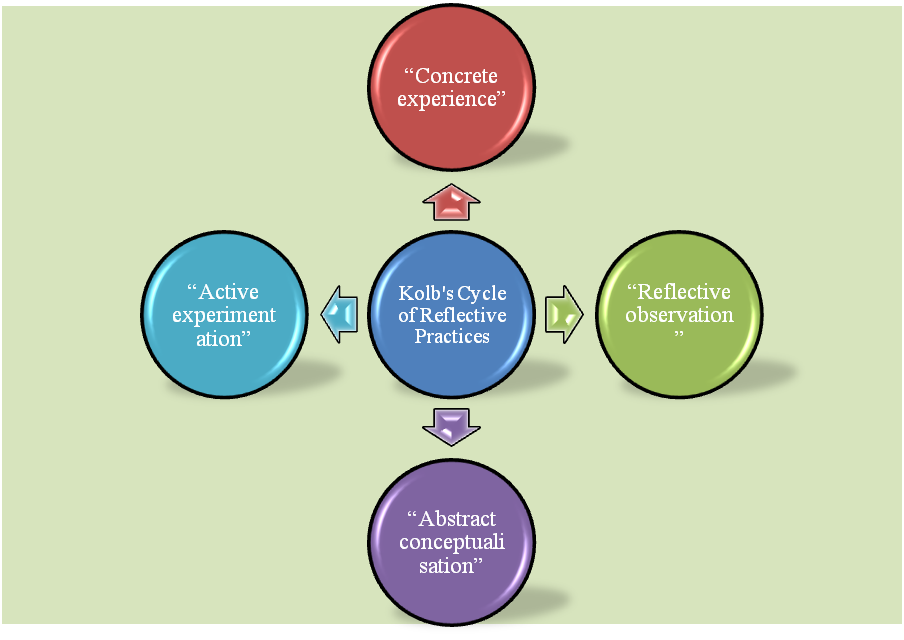 “Concrete
experience”
“Active
experiment
ation”
Kolb's Cycle
of Reflective
Practices
“Reflective
observation
”
“Abstract
conceptuali
sation”